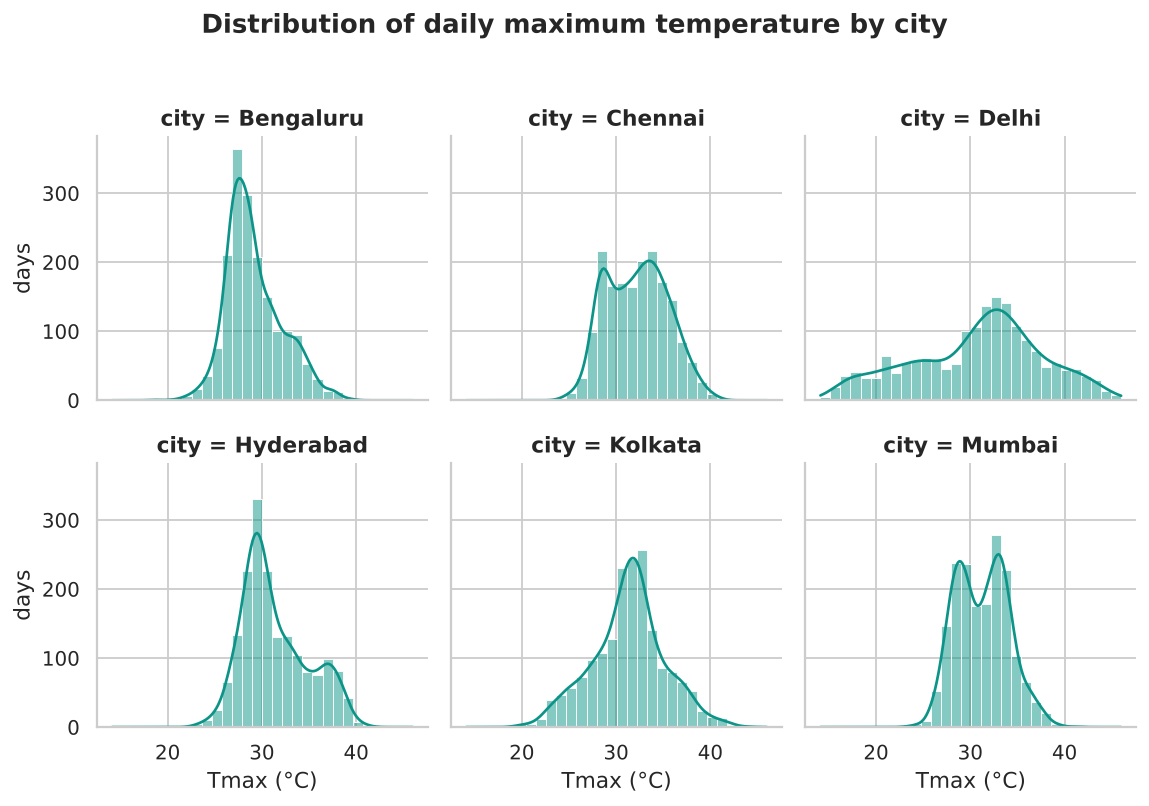 Distribution of daily maximum temperature by city
city = Bengaluru
city = Chennai
city = Delhi
300
200
100
0
days
city = Hyderabad
city = Kolkata
city = Mumbai
300
200
100
0
days
20 30 40
20 30 40
20 30 40
Tmax (°C)
Tmax (°C)
Tmax (°C)